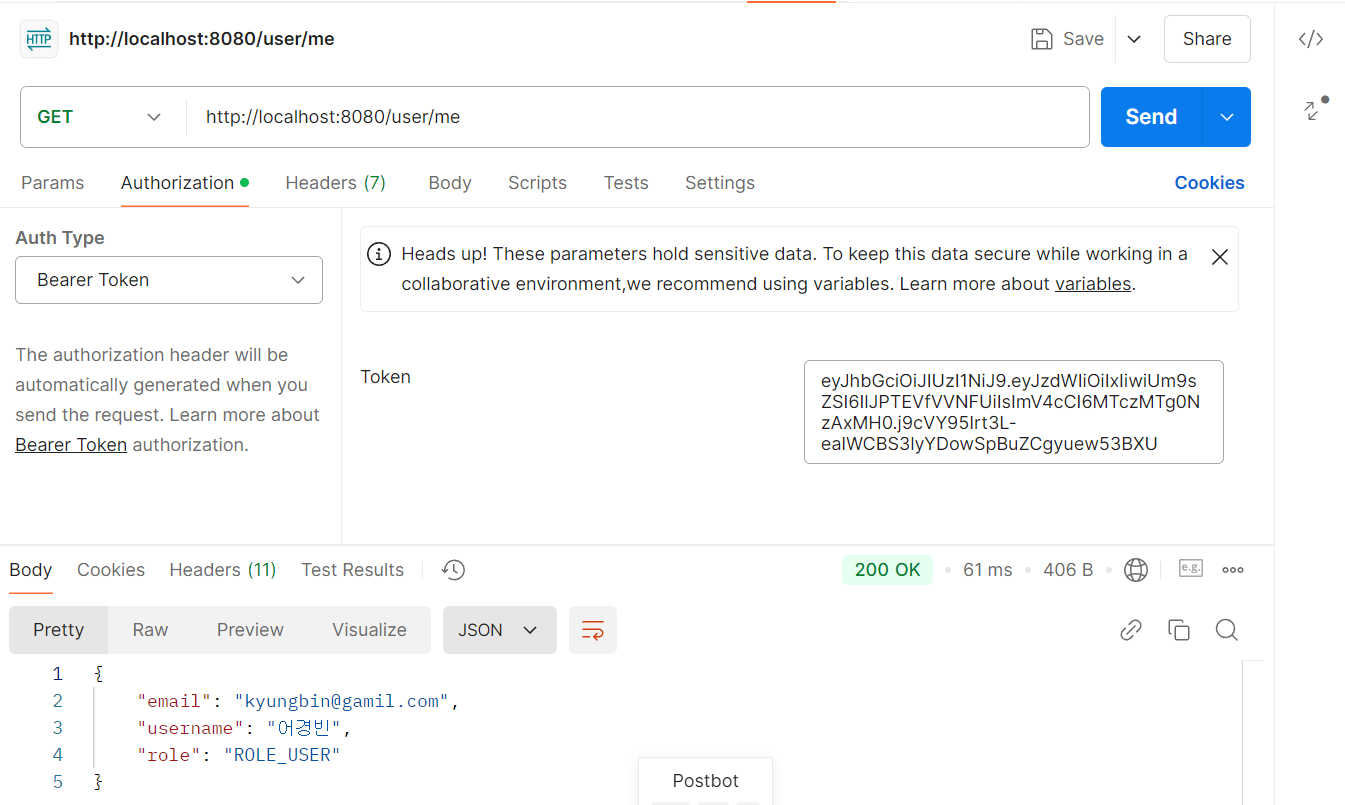 HTTP http://localhost:8080/user/me Save Share
GET http://localhost:8080/user/me Send
Params Authorization Headers (7) Body Scripts Tests Settings Cookies
Auth Type
Bearer Token
The authorization header will be
automatically generated when you
send the request. Learn more about
Bearer Token authorization.
Heads up! These parameters hold sensitive data. To keep this data secure while working in a
collaborative environment,we recommend using variables. Learn more about variables.
Token
eyJhbGciOiJIUzI1NiJ9.eyJzdWIiOiIxIiwiUm9s
ZSI6IlJPTEVfVVNFUiIsImV4cCI6MTczMTg0N
zAxMH0.j9cVY95Irt3L-
eaIWCBS3IyYDowSpBuZCgyuew53BXU
Body Cookies Headers (11) Test Results 200 OK 61 ms 406 B e.g.
Pretty Raw Preview Visualize JSON
1 {
2 "email": "kyungbin@gamil.com",
3 "username": "어경빈",
4 "role": "ROLE_USER"
5 }
Postbot